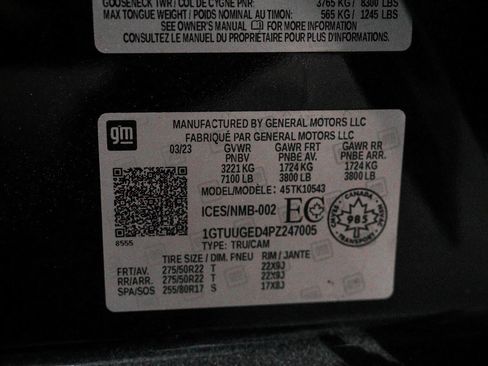 GOOSENECK TWR / COL DE CYGNE PNR: 3765 KG / 8300 LBS
MAX TONGUE WEIGHT / POIDS NOMINAL AU TIMON: 565 KG / 1245 LBS
SEE OWNER'S MANUAL FOR MORE INFORMATION
CONSULTEZ LE MANUEL DU PROPRIÉTAIRE POUR PLUS D'INFORMATIONS.
gm
MANUFACTURED BY GENERAL MOTORS LLC
FABRIQUÉ PAR GENERAL MOTORS LLC
03/23 GVWR GAWR FRT GAWR RR
PNBV PNBE AV. PNBE ARR.
3221 KG 1724 KG 1724 KG
7100 LB 3800 LB 3800 LB
MODEL/MODÈLE: 4STK10543
ICES/NMB-002 EC
985
CANADA
TRANSPORT
1GTUUGED4PZ247005
8555
TYPE: TRU/CAM
TIRE SIZE / DIM. PNEU RIM / JANTE
FRT/AV. 275/50R22 T 22X9J
RR/ARR. 275/50R22 T 22X9J
SPA/SOS 255/80R17 S 17X8J